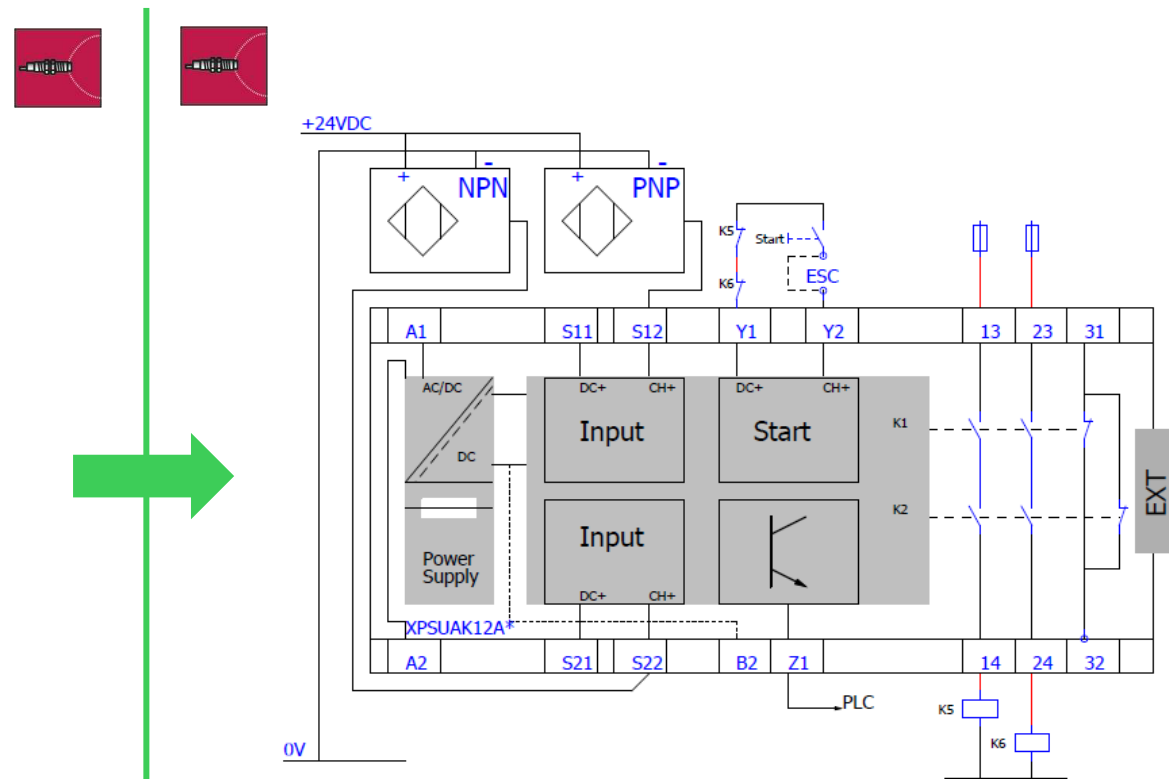 +24VDC
+ - NPN
+ - PNP
K5 Start
K6 ESC
A1 S11 S12 Y1 Y2 13 23 31
AC/DC DC+ CH+ DC+ CH+
Input Start K1
DC
EXT
Input K2
Power
Supply
DC+ CH+
XPSUAK12A*
A2 S21 S22 B2 Z1 14 24 32
PLC K5
K6
0V